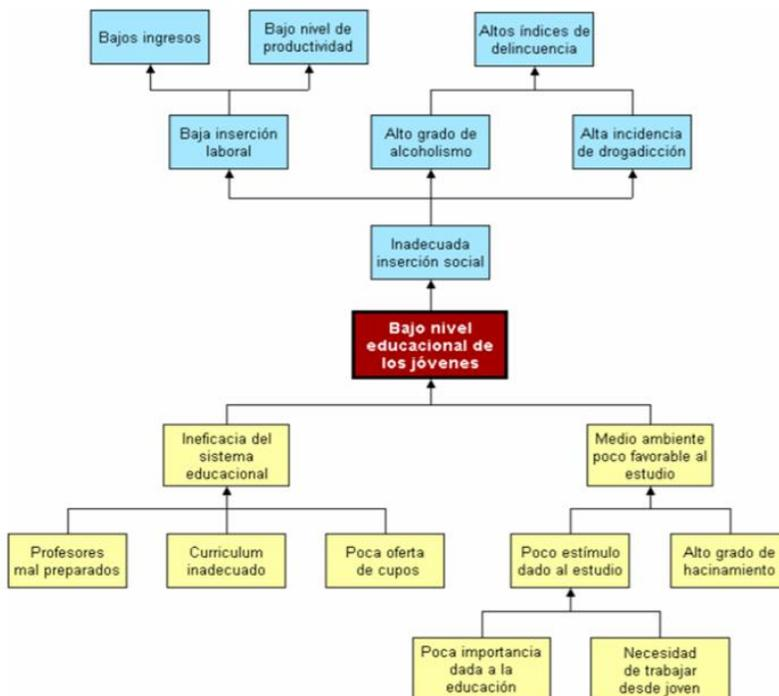 Bajos ingresos
Bajo nivel de
productividad
Altos índices de
delincuencia
Baja inserción
laboral
Alto grado de
alcoholismo
Alta incidencia
de drogadicción
Inadecuada
inserción social
Bajo nivel
educacional de
los jóvenes
Ineficacia del
sistema
educacional
Medio ambiente
poco favorable al
estudio
Profesores
mal preparados
Curriculum
inadecuado
Poca oferta
de cupos
Poco estímulo
dado al estudio
Alto grado de
hacinamiento
Poca importancia
dada a la
educación
Necesidad
de trabajar
desde joven